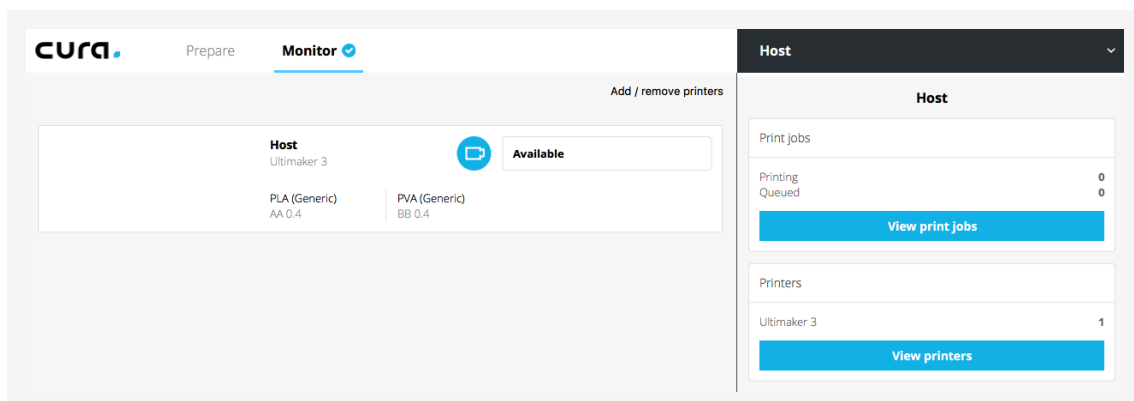 cura.
Prepare
Monitor
Host
Add / remove printers
Host
Ultimaker 3
Available
PLA (Generic)
AA 0.4
PVA (Generic)
BB 0.4
Host
Print jobs
Printing 0
Queued 0
View print jobs
Printers
Ultimaker 3 1
View printers